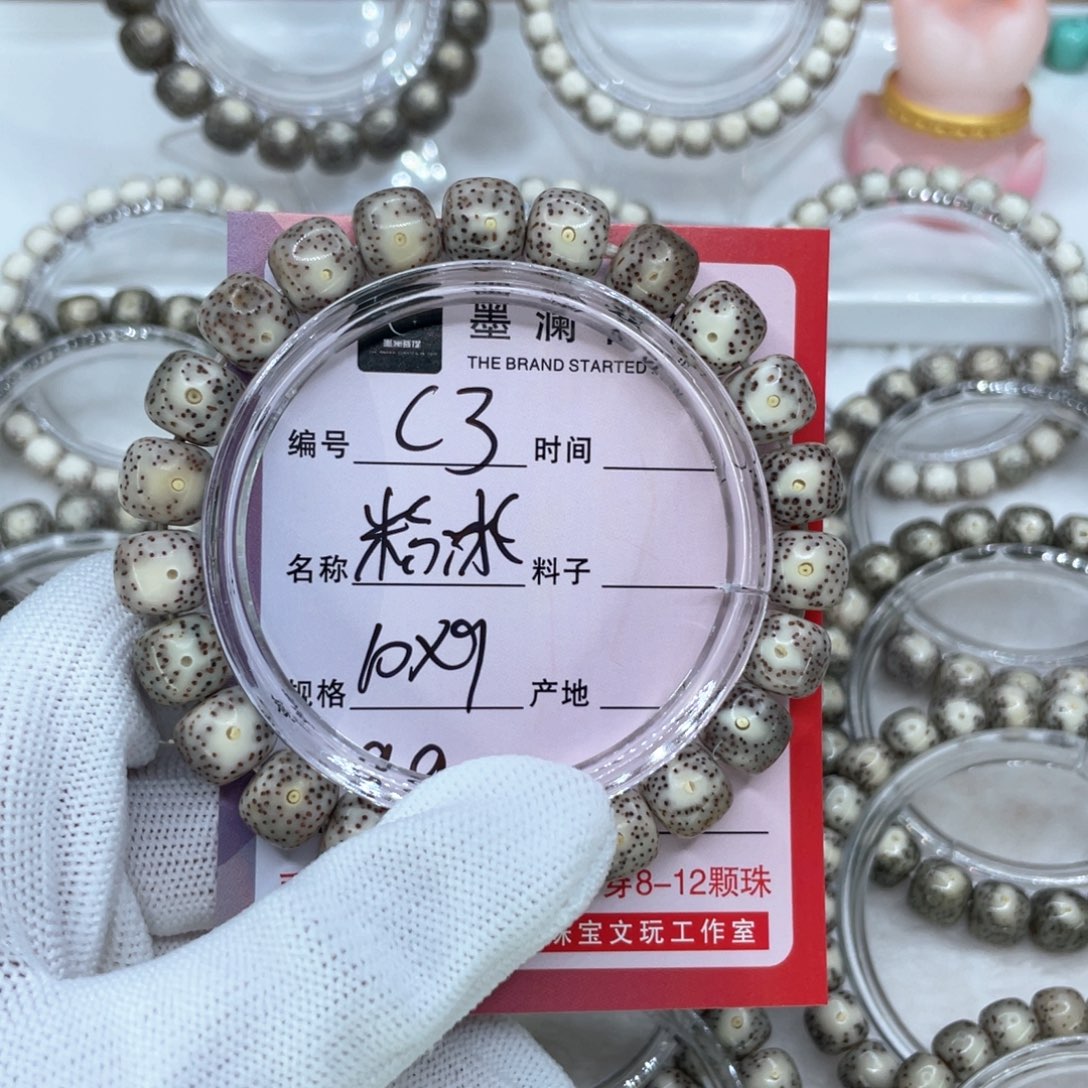 墨澜
THE BRAND STARTED
编号 C3 时间
名称 粉冰 料子
规格 10X9 产地
穿8-12颗珠
珠宝文玩工作室